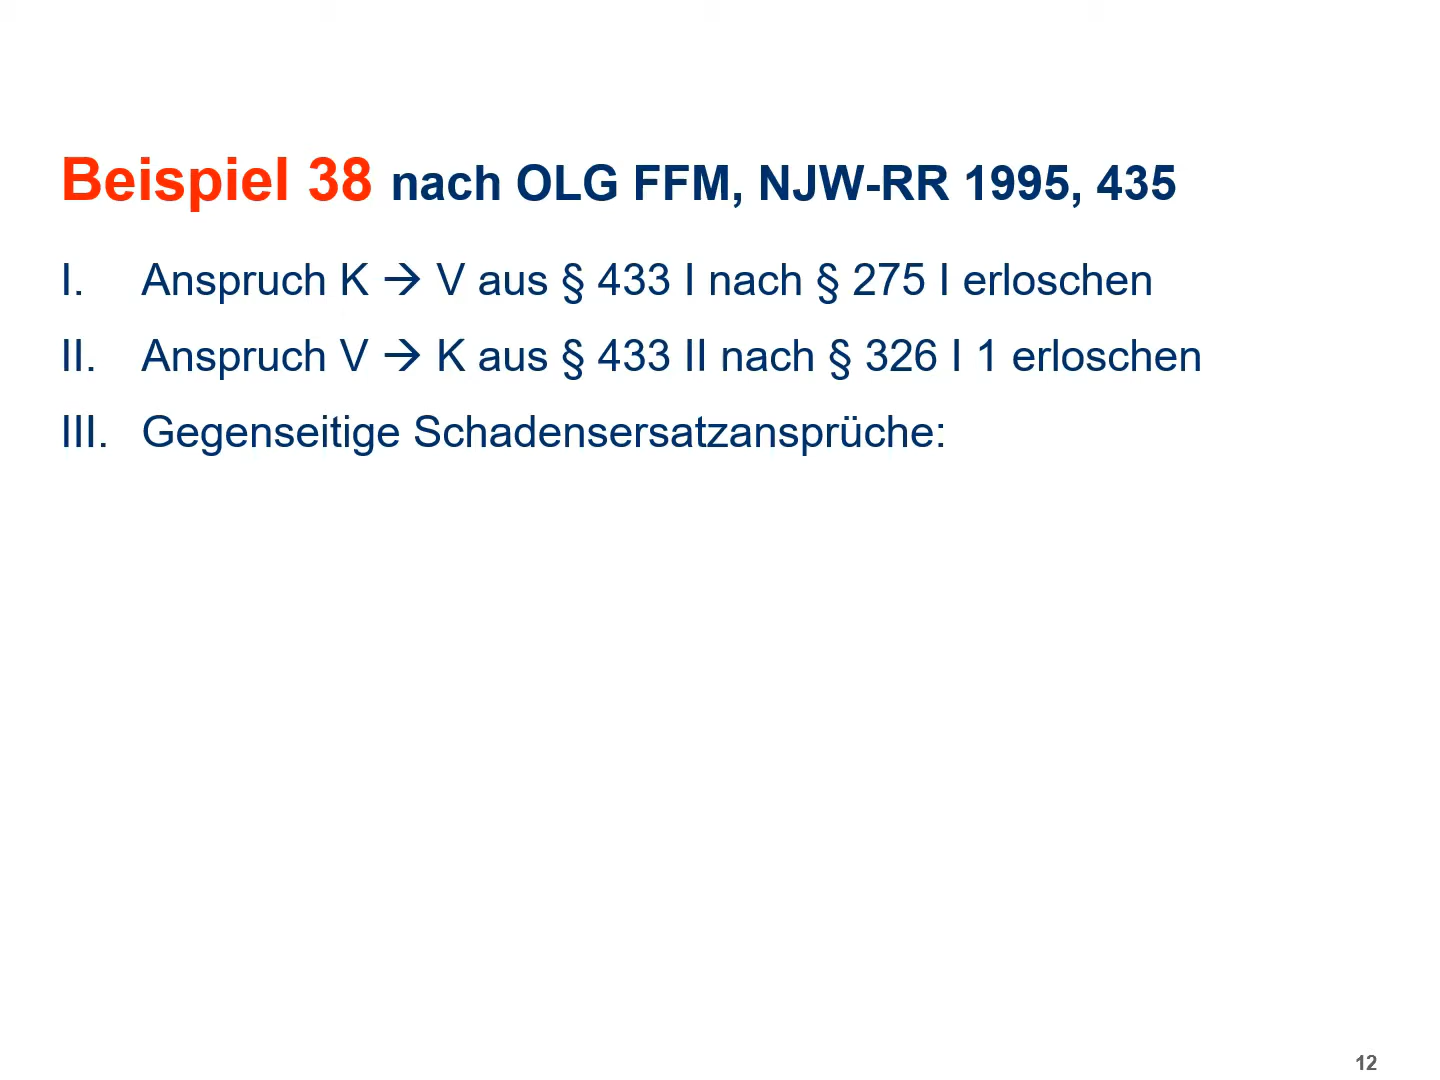 Beispiel 38 nach OLG FFM, NJW-RR 1995, 435
I. Anspruch K → V aus § 433 I nach § 275 I erloschen
II. Anspruch V → K aus § 433 II nach § 326 I 1 erloschen
III. Gegenseitige Schadensersatzansprüche:
12